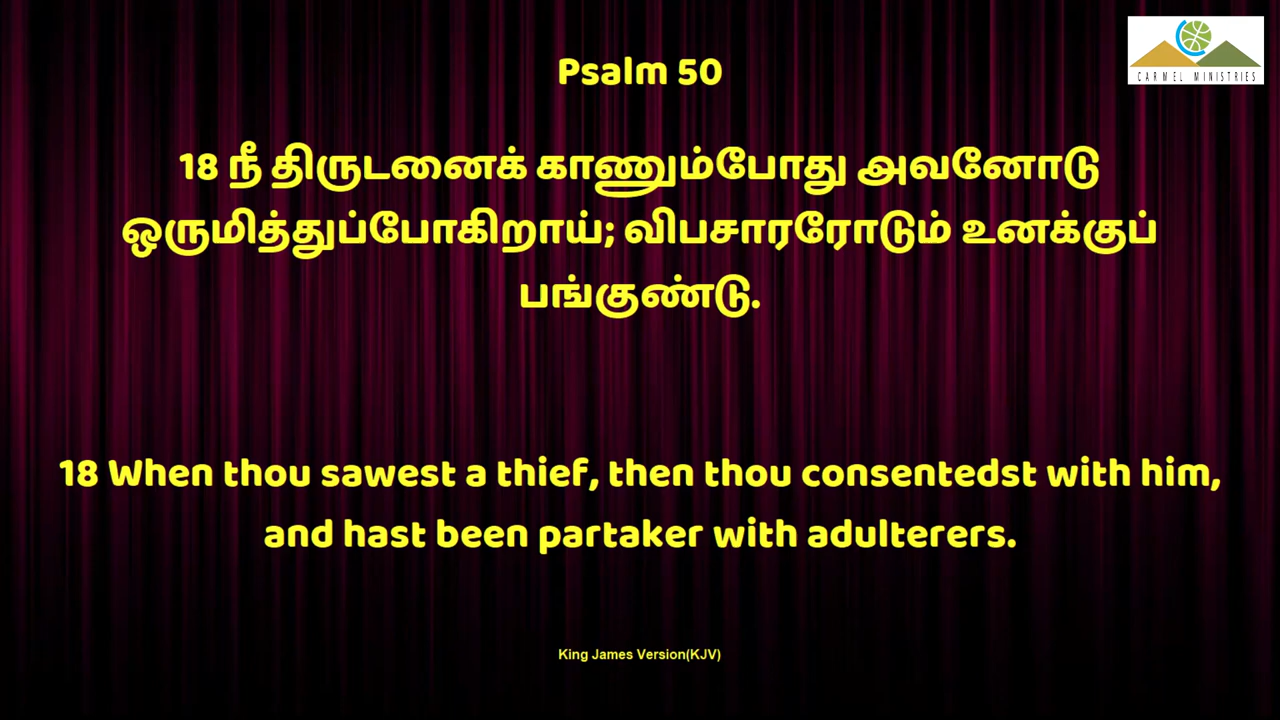 CARMEL MINISTRIES
Psalm 50
18 நீ திருடனைக் காணும்போது அவனோடு
ஒருமித்துப்போகிறாய்; விபசாரரோடும் உனக்குப்
பங்குண்டு.
18 When thou sawest a thief, then thou consentedst with him,
and hast been partaker with adulterers.
King James Version(KJV)